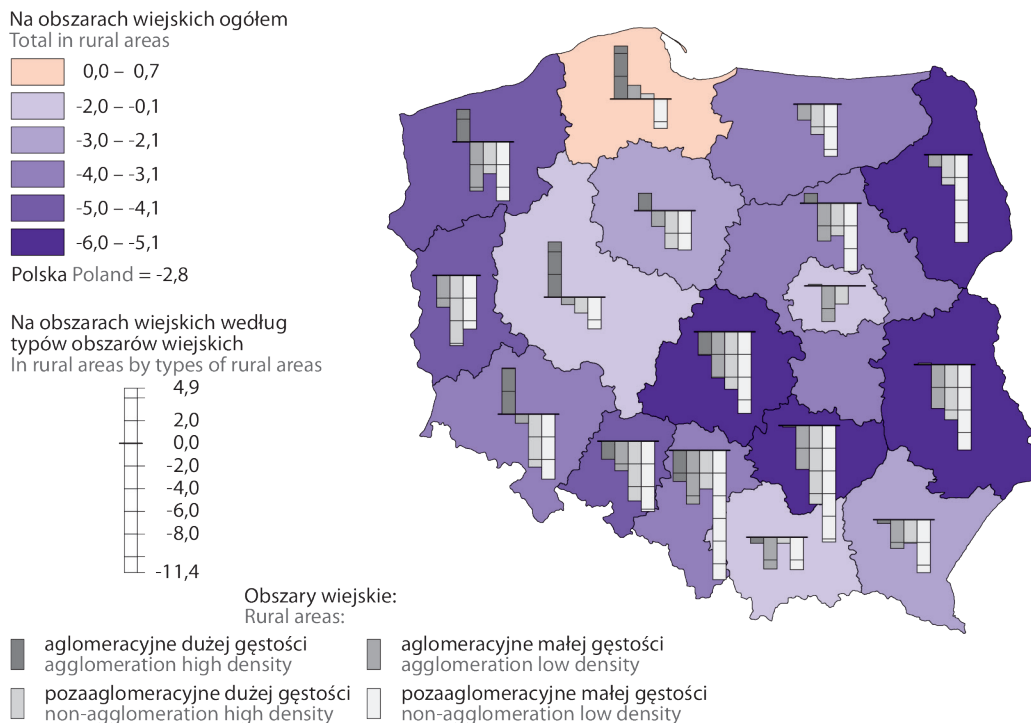 Na obszarach wiejskich ogółem
Total in rural areas
0,0 – 0,7
-2,0 – -0,1
-3,0 – -2,1
-4,0 – -3,1
-5,0 – -4,1
-6,0 – -5,1
Polska Poland = -2,8
Na obszarach wiejskich według
typów obszarów wiejskich
In rural areas by types of rural areas
4,9
2,0
0,0
-2,0
-4,0
-6,0
-8,0
-11,4
Obszary wiejskie:
Rural areas:
aglomeracyjne dużej gęstości
agglomeration high density
aglomeracyjne małej gęstości
agglomeration low density
pozaaglomeracyjne dużej gęstości
non-agglomeration high density
pozaaglomeracyjne małej gęstości
non-agglomeration low density